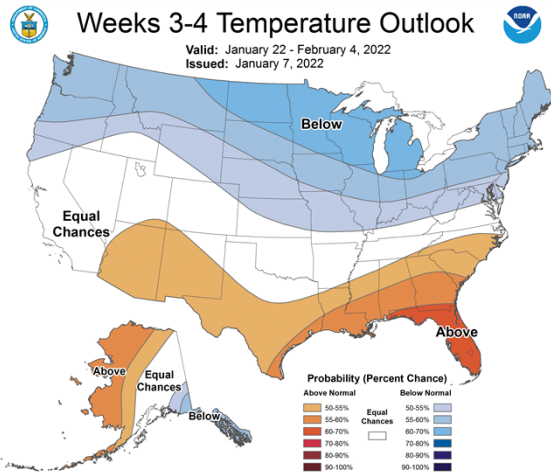 Weeks 3-4 Temperature Outlook
Valid: January 22 - February 4, 2022
Issued: January 7, 2022
NOAA
Below
Equal
Chances
Above
Above
Equal
Chances
Below
Probability (Percent Chance)
Above Normal
Equal
Chances
Below Normal
50-55%
55-60%
60-70%
70-80%
80-90%
90-100%
50-55%
55-60%
60-70%
70-80%
80-90%
90-100%